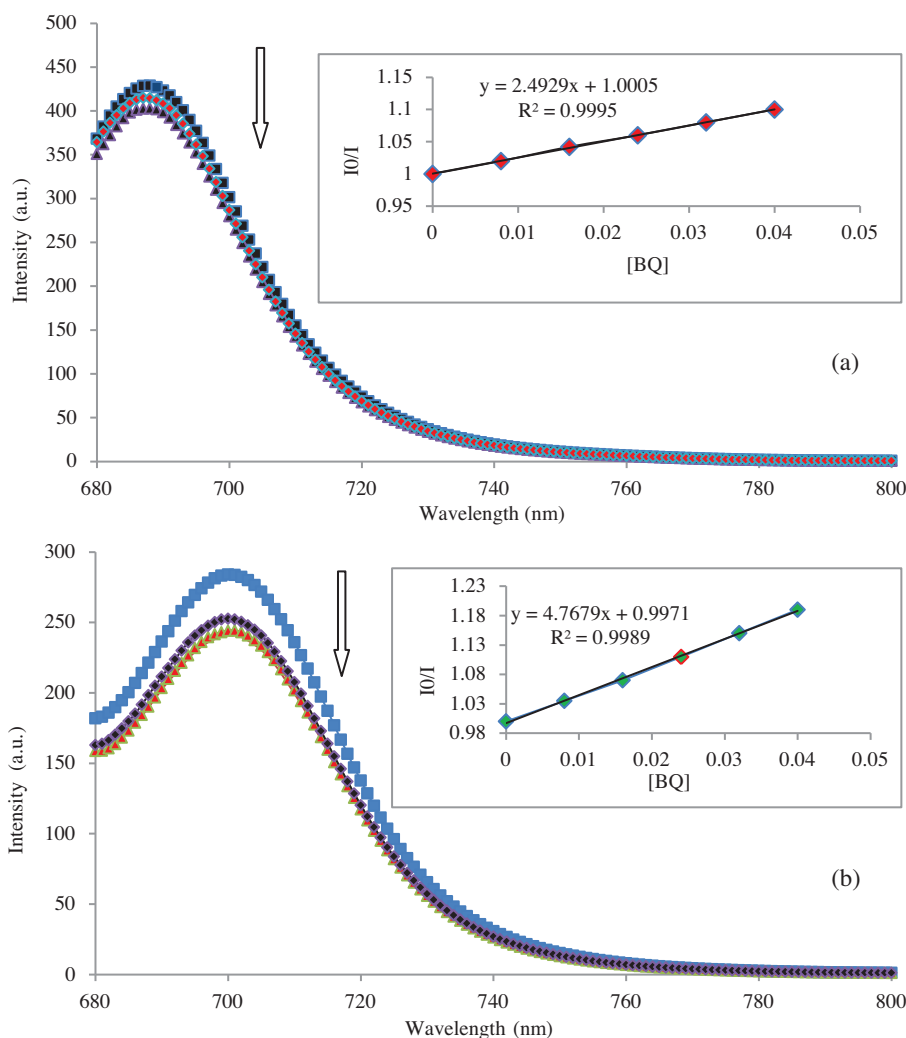 500
450
400
350
300
250
200
150
100
50
0
Intensity (a.u.)
680 700 720 740 760 780 800
Wavelength (nm)
(a)
1.15
1.1
1.05
1
0.95
I0/I
y = 2.4929x + 1.0005
R² = 0.9995
0 0.01 0.02 0.03 0.04 0.05
[BQ]
300
250
200
150
100
50
0
Intensity (a.u.)
680 700 720 740 760 780 800
Wavelength (nm)
(b)
1.23
1.18
1.13
1.08
1.03
0.98
I0/I
y = 4.7679x + 0.9971
R² = 0.9989
0 0.01 0.02 0.03 0.04 0.05
[BQ]